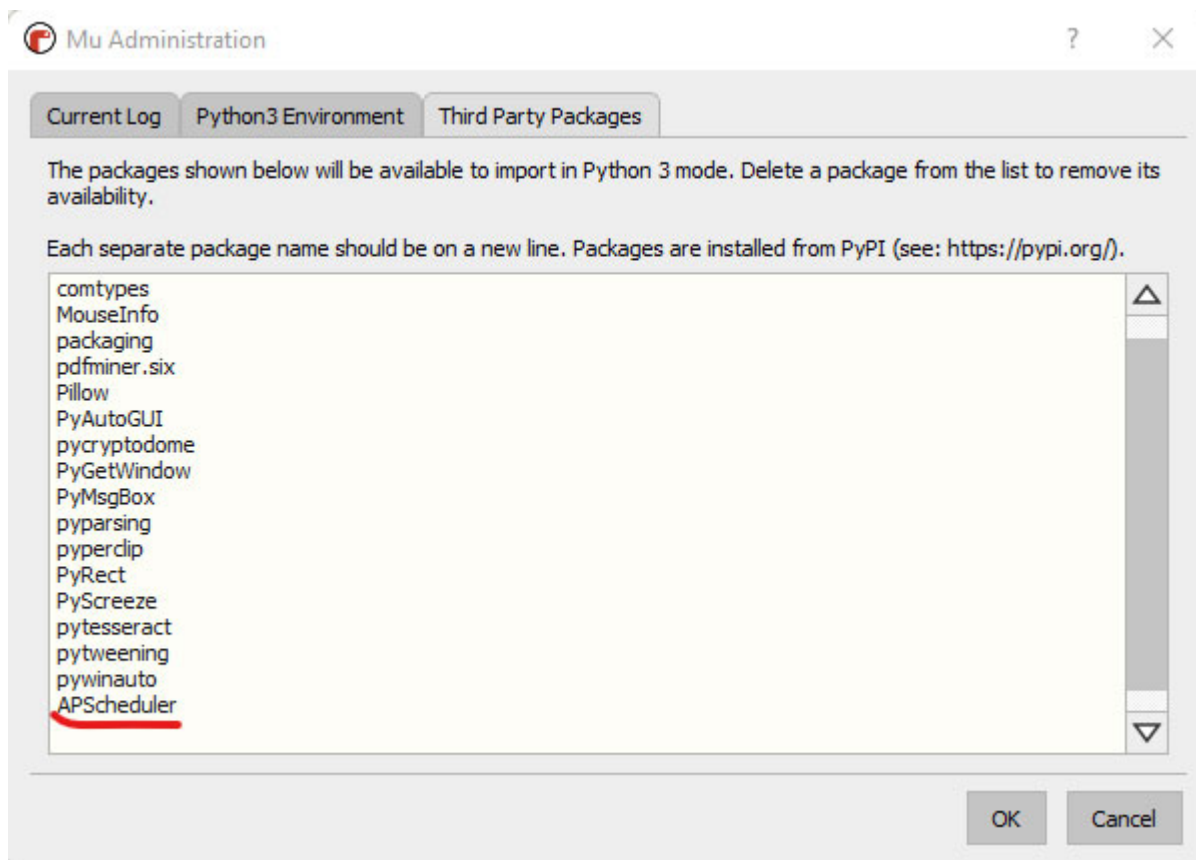 Mu Administration
?
Current Log
Python3 Environment
Third Party Packages
The packages shown below will be available to import in Python 3 mode. Delete a package from the list to remove its
availability.
Each separate package name should be on a new line. Packages are installed from PyPI (see: https://pypi.org/).
comtypes
MouseInfo
packaging
pdfminer.six
Pillow
PyAutoGUI
pycryptodome
PyGetWindow
PyMsgBox
pyparsing
pyperclip
PyRect
PyScreeze
pytesseract
pytweening
pywinauto
APScheduler
OK
Cancel